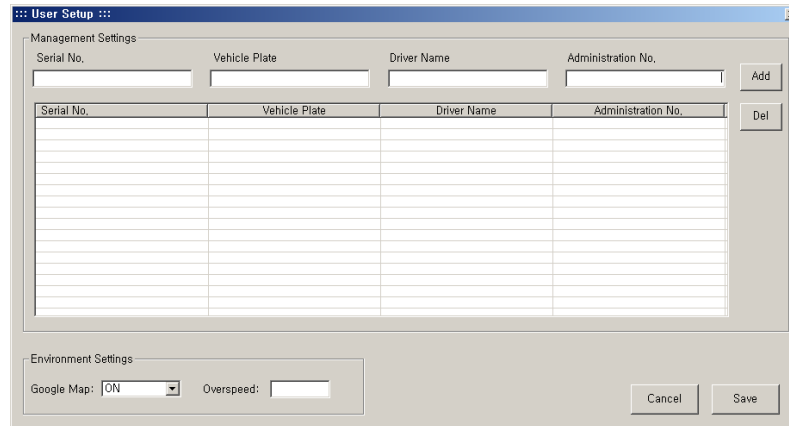 ::: User Setup :::
Management Settings
Serial No, Vehicle Plate Driver Name Administration No,
Add
Serial No, Vehicle Plate Driver Name Administration No,
Del
Environment Settings
Google Map: ON Overspeed:
Cancel Save